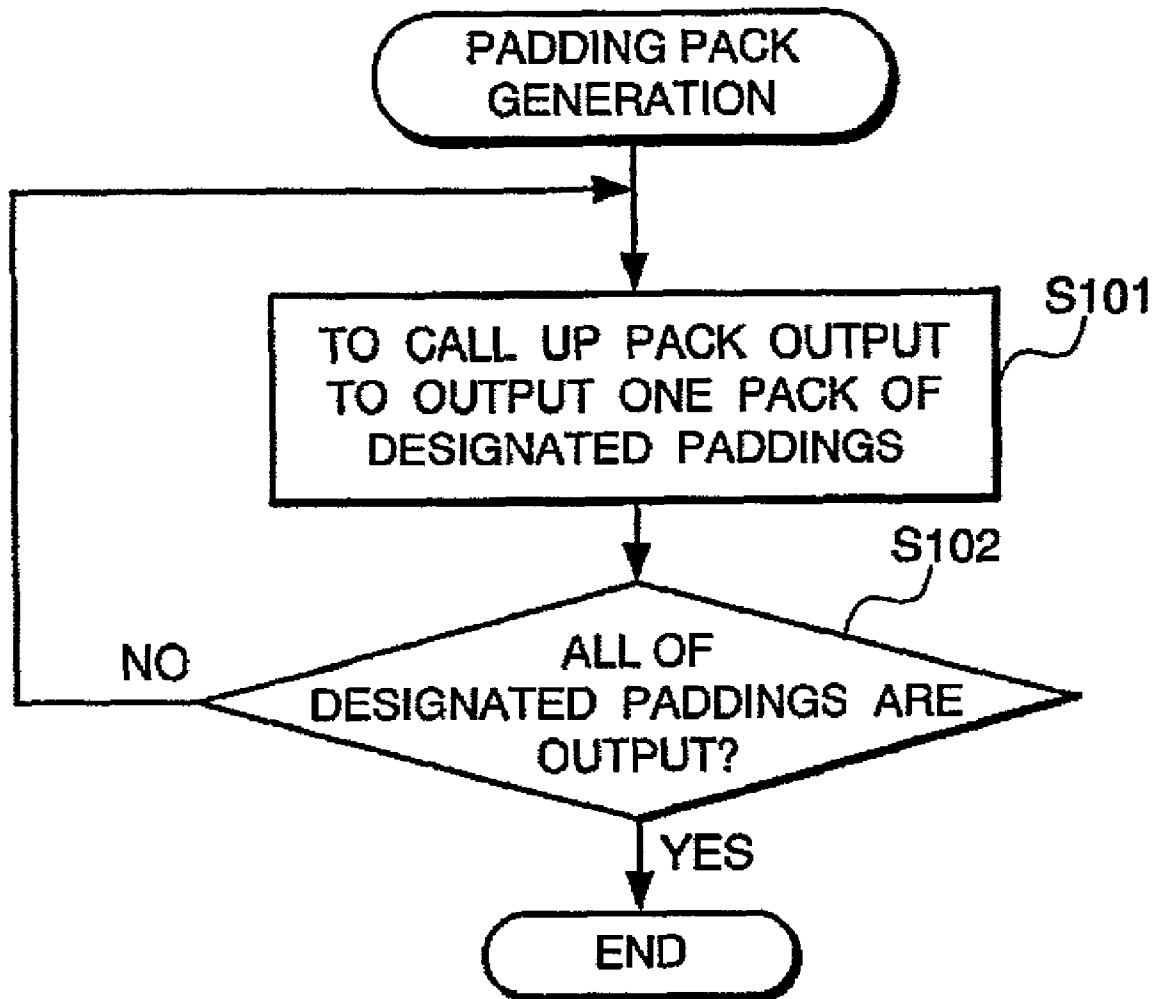 PADDING PACK
GENERATION
S101
TO CALL UP PACK OUTPUT
TO OUTPUT ONE PACK OF
DESIGNATED PADDINGS
S102
NO
ALL OF
DESIGNATED PADDINGS ARE
OUTPUT?
YES
END